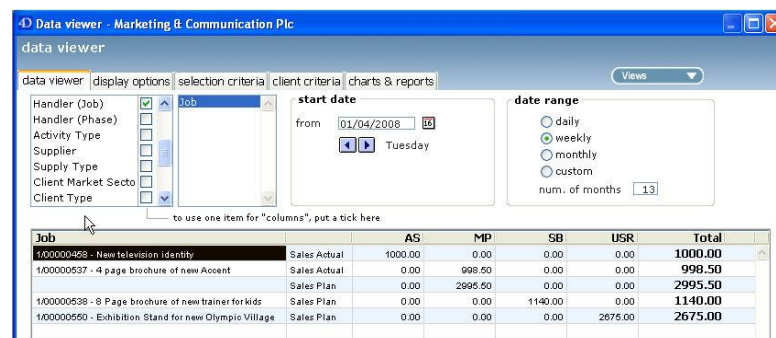 Data viewer - Marketing & Communication Plc
data viewer
data viewer display options selection criteria client criteria charts & reports Views
Handler (Job)
Handler (Phase)
Activity Type
Supplier
Supply Type
Client Market Secto
Client Type
Job
start date
from 01/04/2008 16
Tuesday
date range
daily
weekly
monthly
custom
num. of months 13
to use one item for "columns", put a tick here
Job AS MP SB USR Total
1/00000458 - New television identity Sales Actual 1000.00 0.00 0.00 0.00 1000.00
1/00000537 - 4 page brochure of new Accent Sales Actual 0.00 998.50 0.00 0.00 998.50
Sales Plan 0.00 2995.50 0.00 0.00 2995.50
1/00000538 - 8 Page brochure of new trainer for kids Sales Plan 0.00 0.00 1140.00 0.00 1140.00
1/00000550 - Exhibition Stand for new Olympic Village Sales Plan 0.00 0.00 0.00 2675.00 2675.00